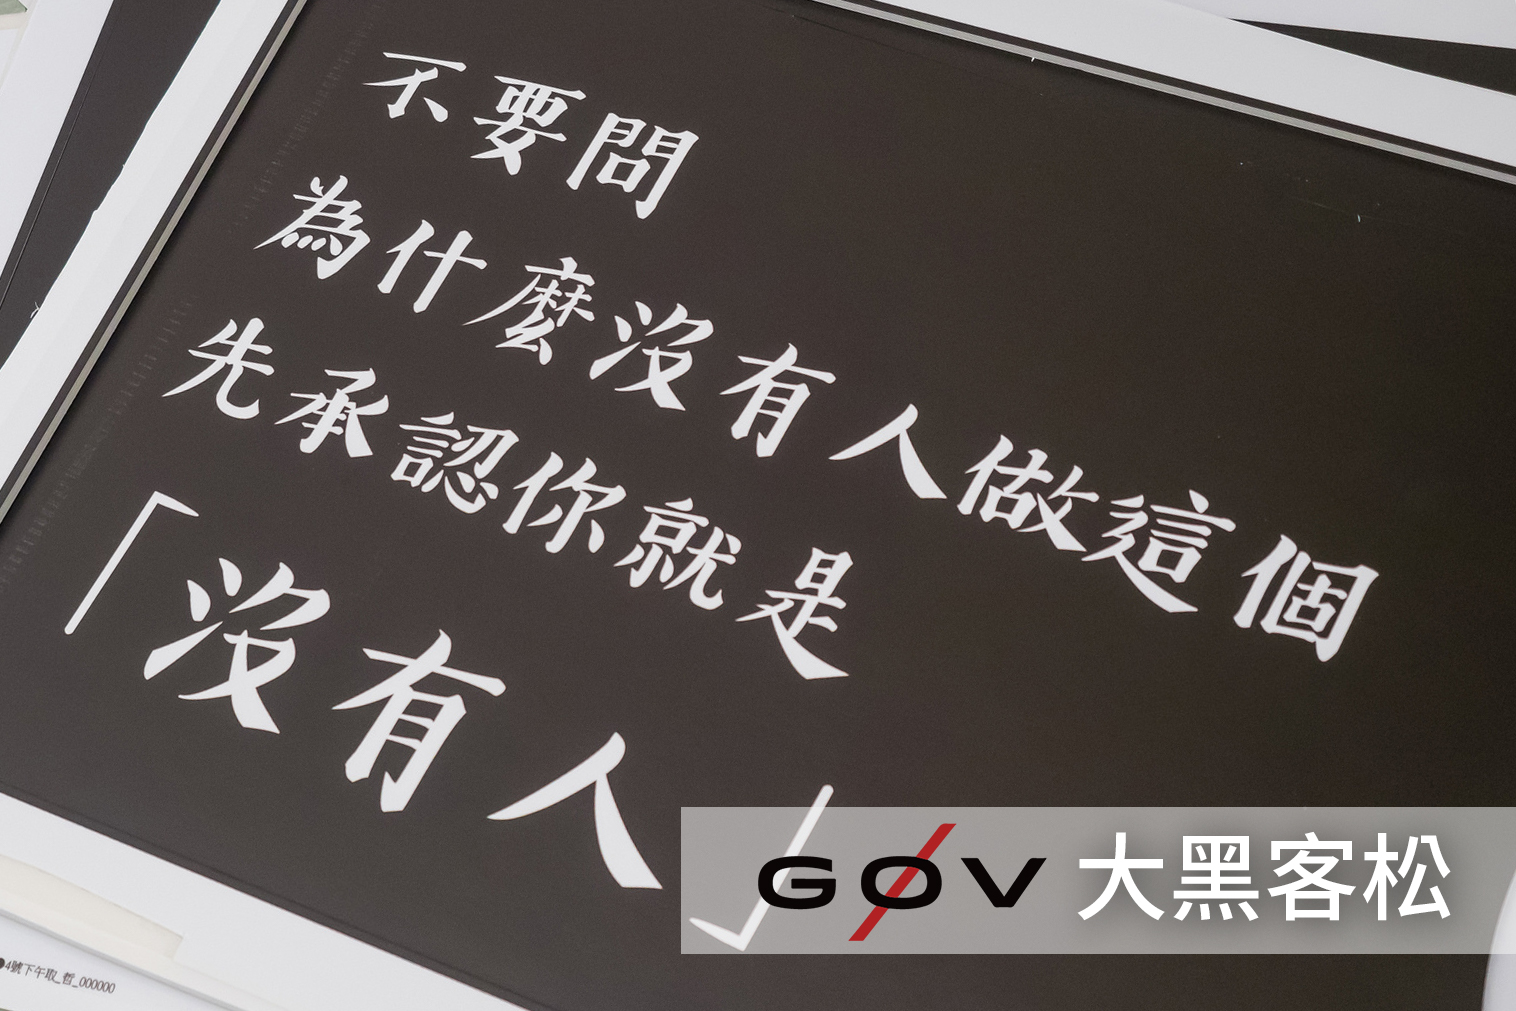 不要問
為什麼沒有人做這個
先承認你就是
「沒有人」
GØV 大黑客松
4號下午取_哲_000000